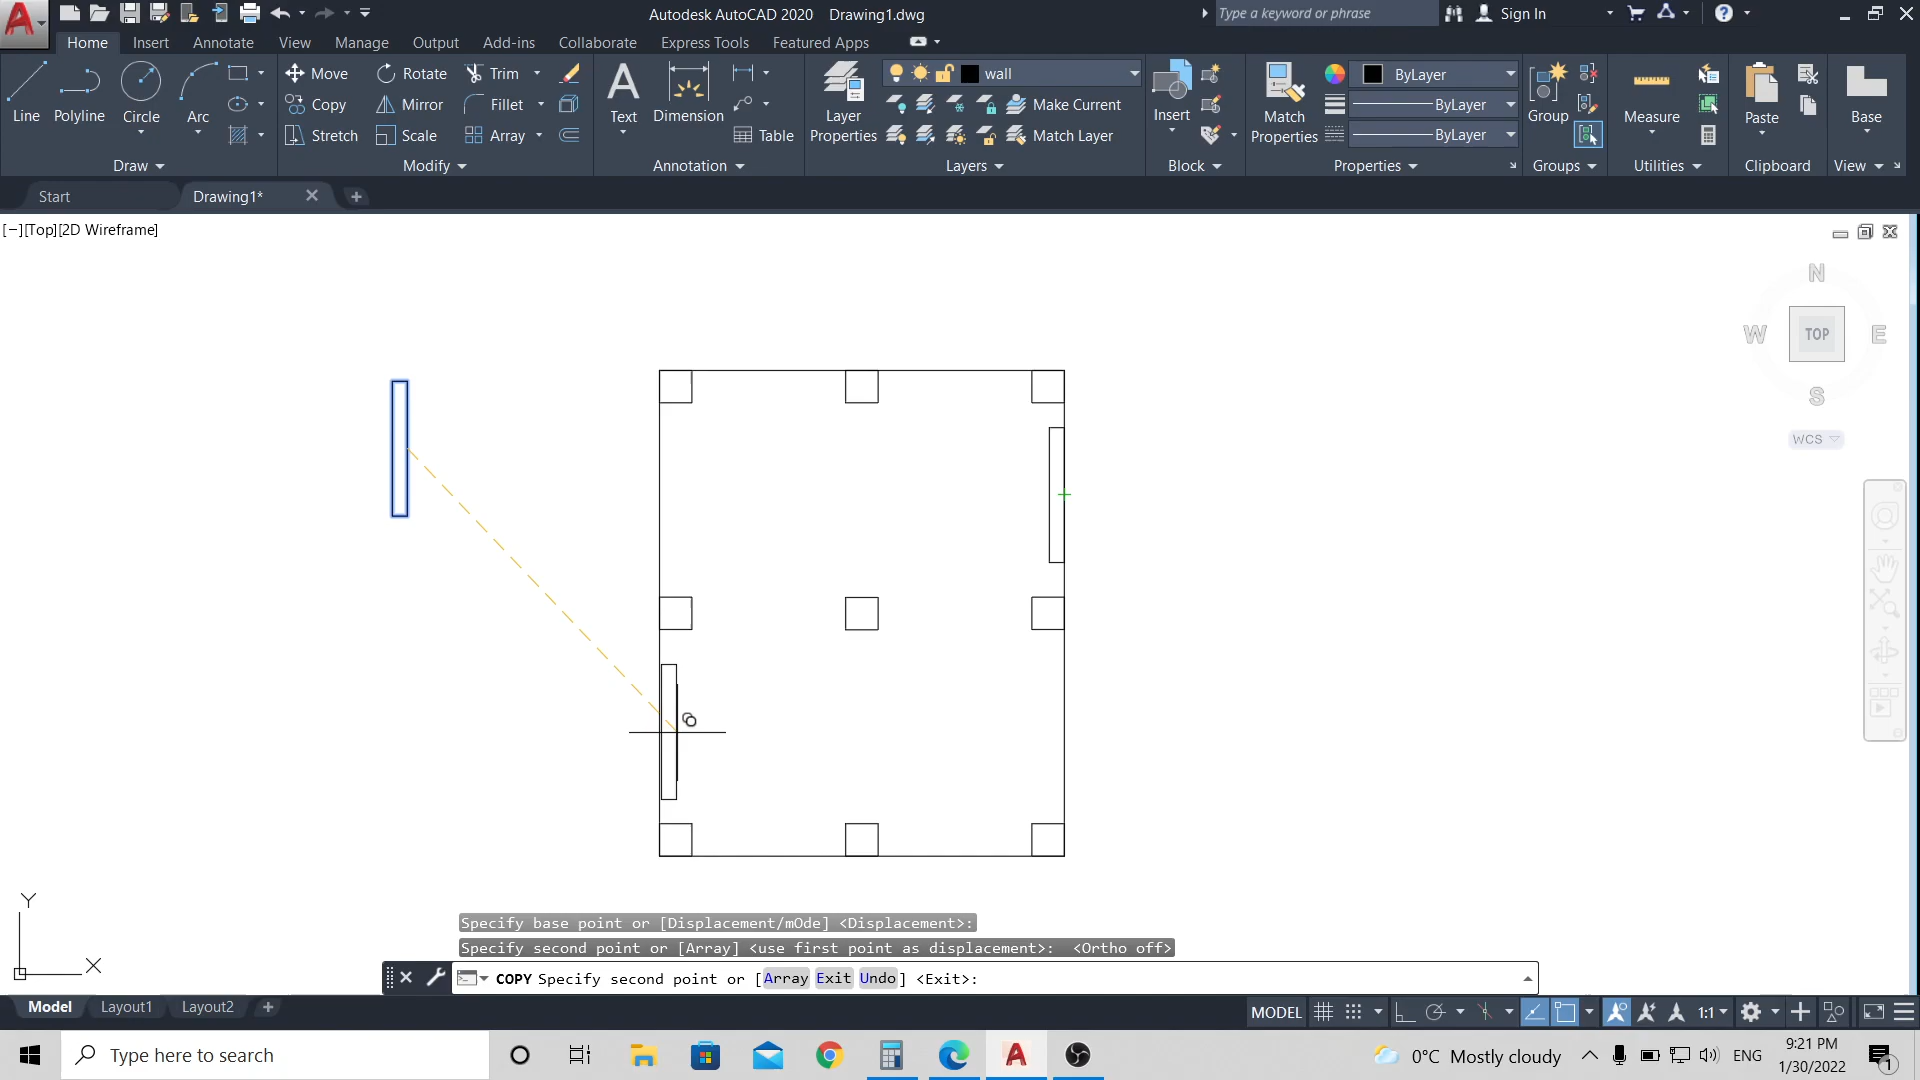 Autodesk AutoCAD 2020 Drawing1.dwg
Type a keyword or phrase
Sign In
Home Insert Annotate View Manage Output Add-ins Collaborate Express Tools Featured Apps
Line
Polyline
Circle
Arc
Draw
Move Rotate Trim
Copy Mirror Fillet
Stretch Scale Array
Modify
Text
Dimension
Table
Annotation
Layer Properties
wall
Make Current
Match Layer
Layers
Insert
Block
Match Properties
ByLayer
ByLayer
ByLayer
Properties
Group
Groups
Measure
Utilities
Paste
Clipboard
Base
View
Start
Drawing1*
[−][Top][2D Wireframe]
N
W TOP E
S
WCS
Y
X
Specify base point or [Displacement/mOde] <Displacement>:
Specify second point or [Array] <use first point as displacement>: <Ortho off>
COPY Specify second point or [Array Exit Undo] <Exit>:
Model Layout1 Layout2
MODEL
1:1
Type here to search
0°C Mostly cloudy
ENG
9:21 PM
1/30/2022
1